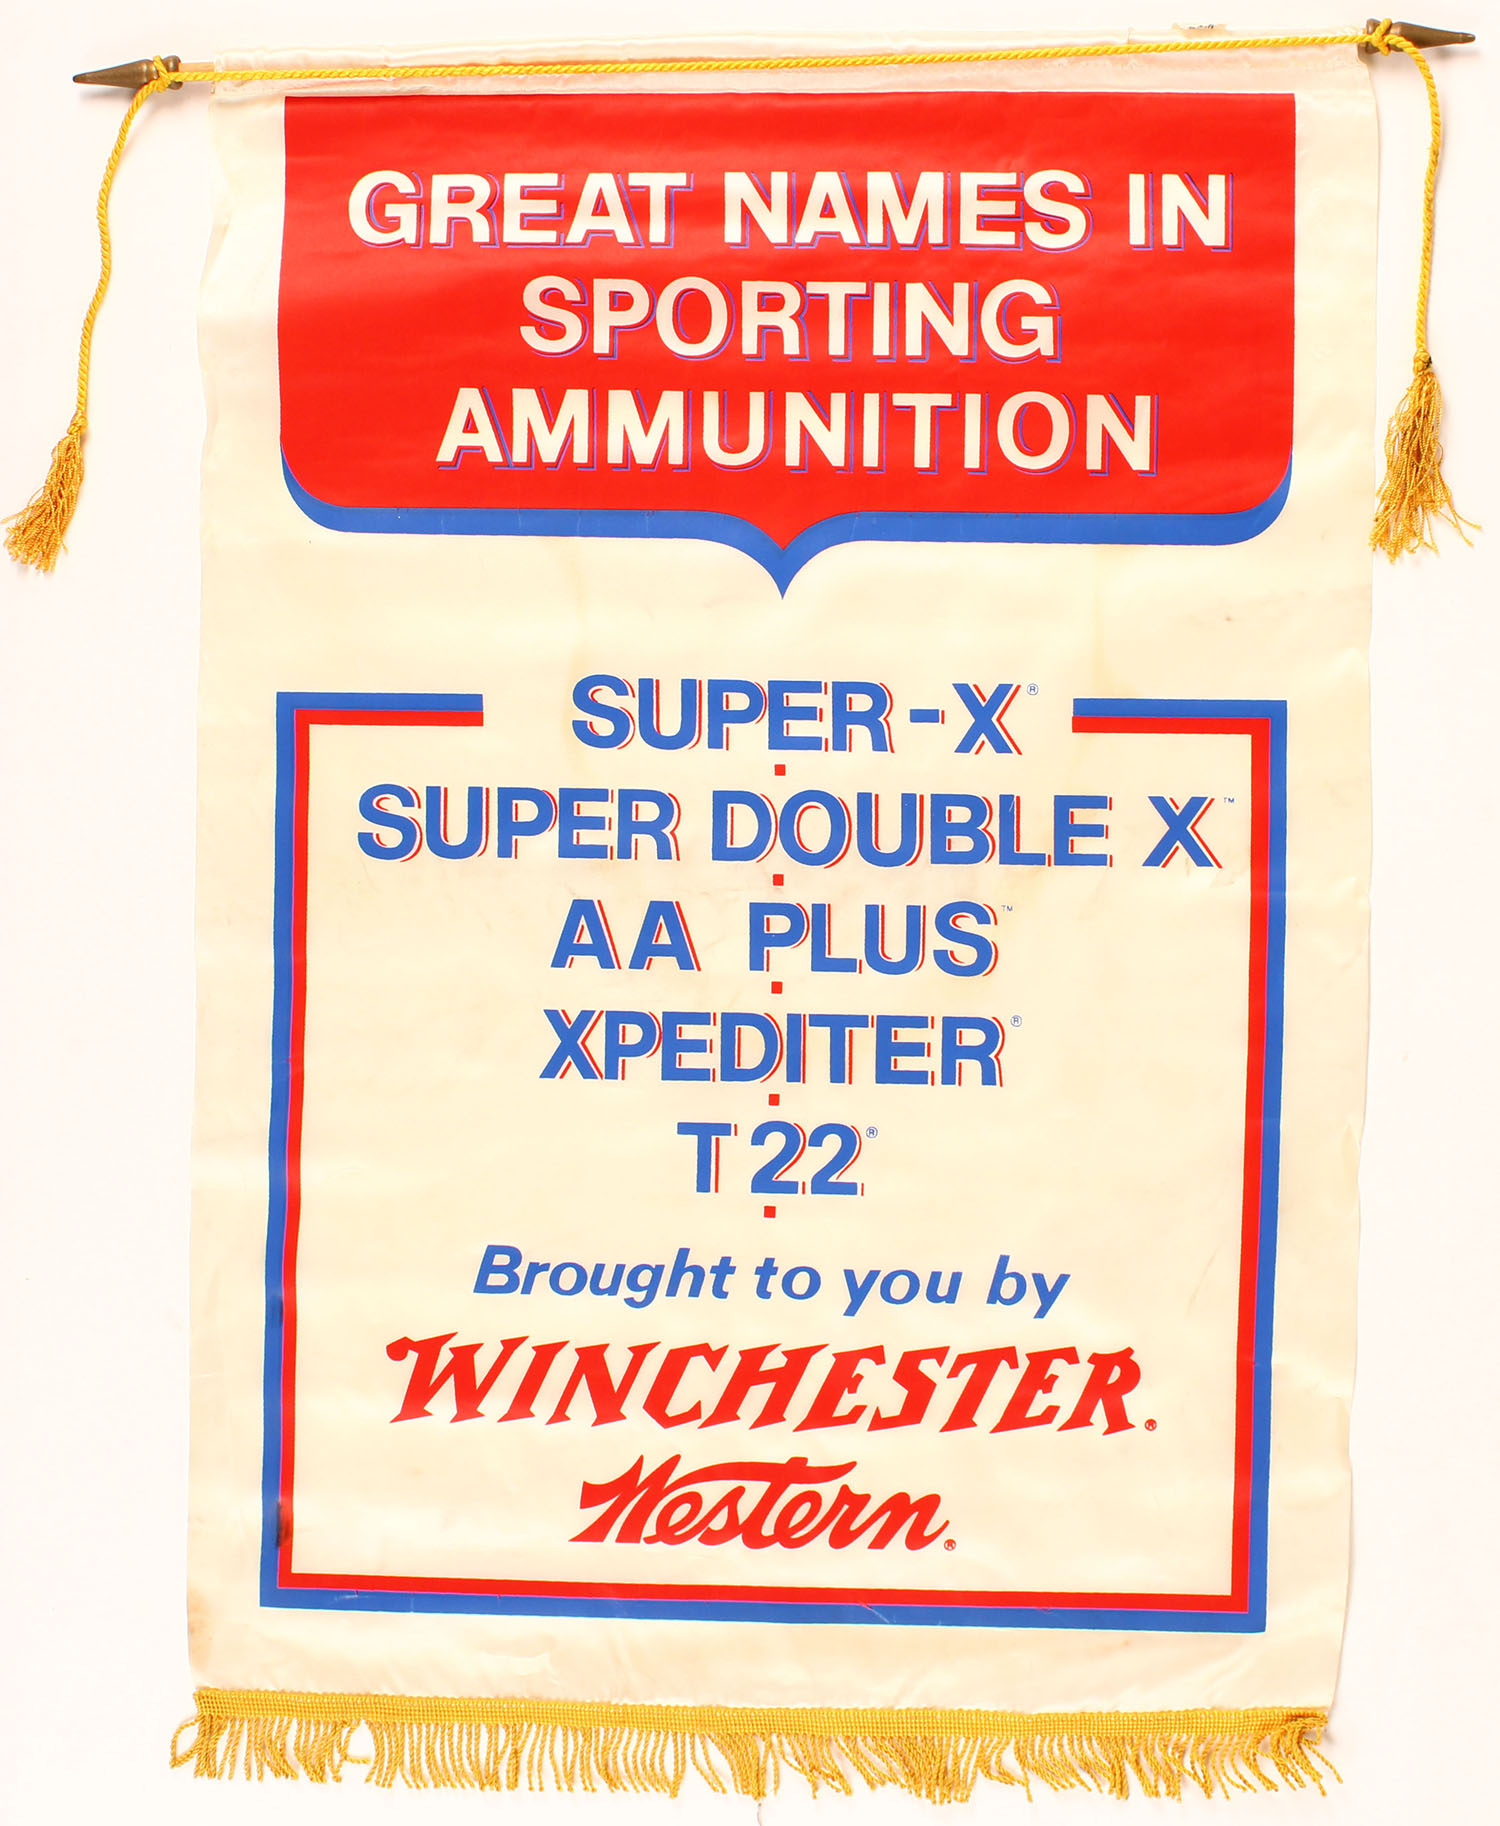 GREAT NAMES IN
SPORTING
AMMUNITION
SUPER-X®
SUPER DOUBLE X™
AA PLUS™
XPEDITER®
T22®
Brought to you by
WINCHESTER®
Western®